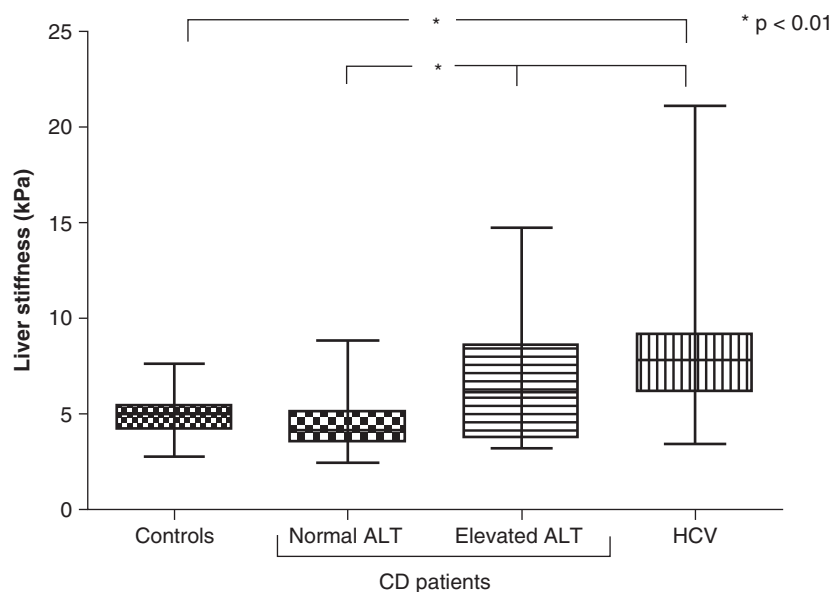 * p < 0.01
*
*
Liver stiffness (kPa)
25
20
15
10
5
0
Controls Normal ALT Elevated ALT HCV
CD patients